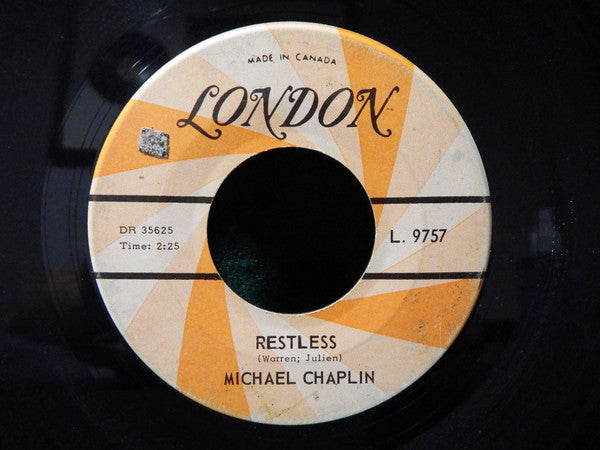 MADE IN CANADA
LONDON
DR 35625
Time: 2:25
L. 9757
RESTLESS
(Warren; Julien)
MICHAEL CHAPLIN